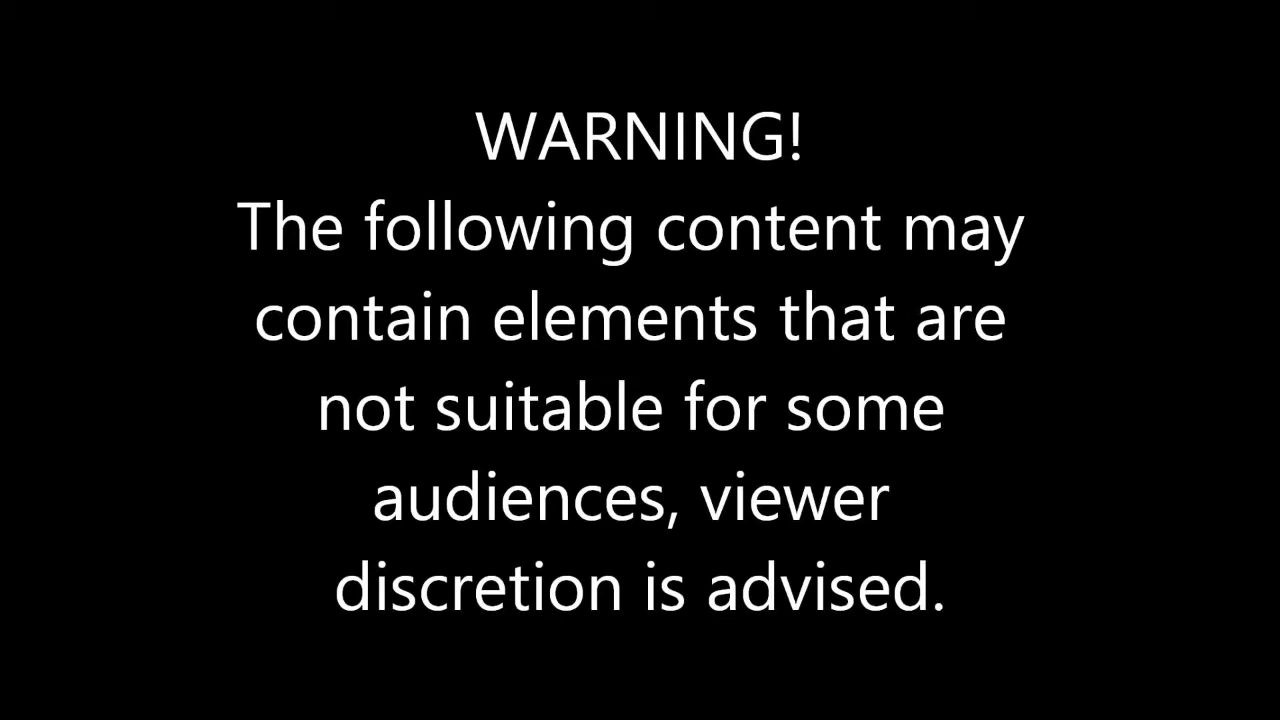 WARNING!
The following content may
contain elements that are
not suitable for some
audiences, viewer
discretion is advised.